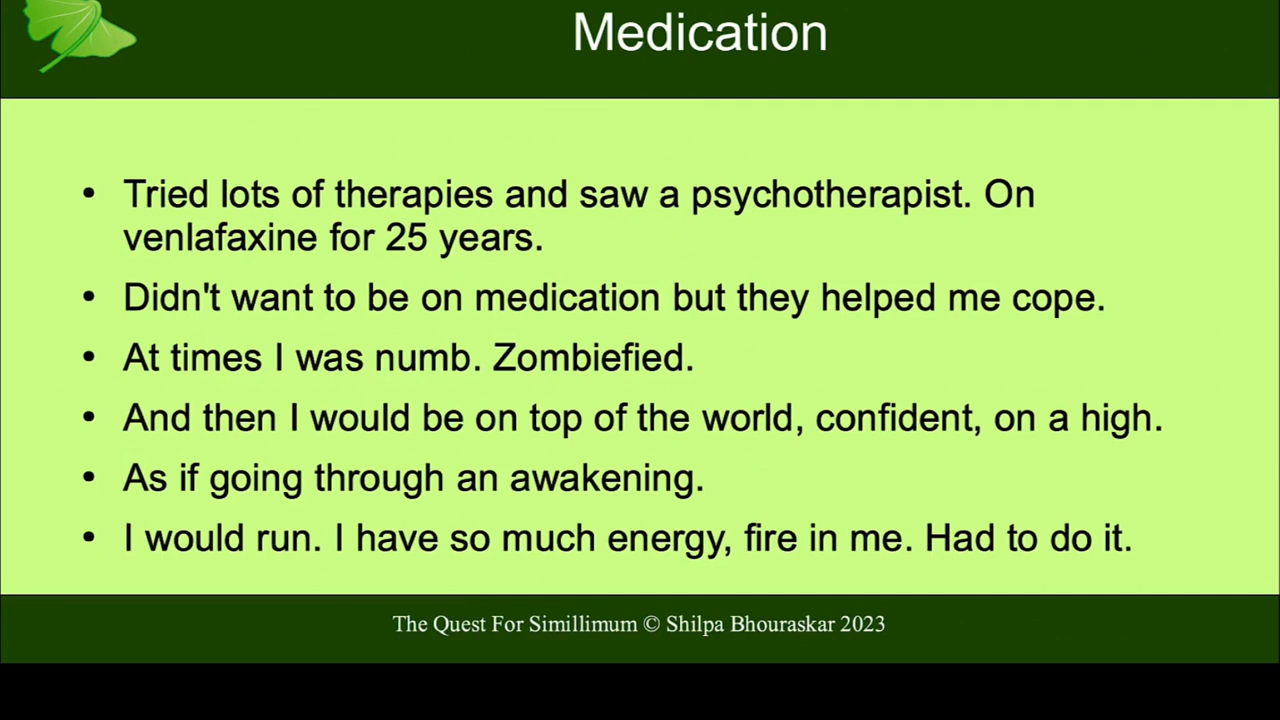 Medication
• Tried lots of therapies and saw a psychotherapist. On
venlafaxine for 25 years.
• Didn't want to be on medication but they helped me cope.
• At times I was numb. Zombiefied.
• And then I would be on top of the world, confident, on a high.
• As if going through an awakening.
• I would run. I have so much energy, fire in me. Had to do it.
The Quest For Simillimum © Shilpa Bhouraskar 2023